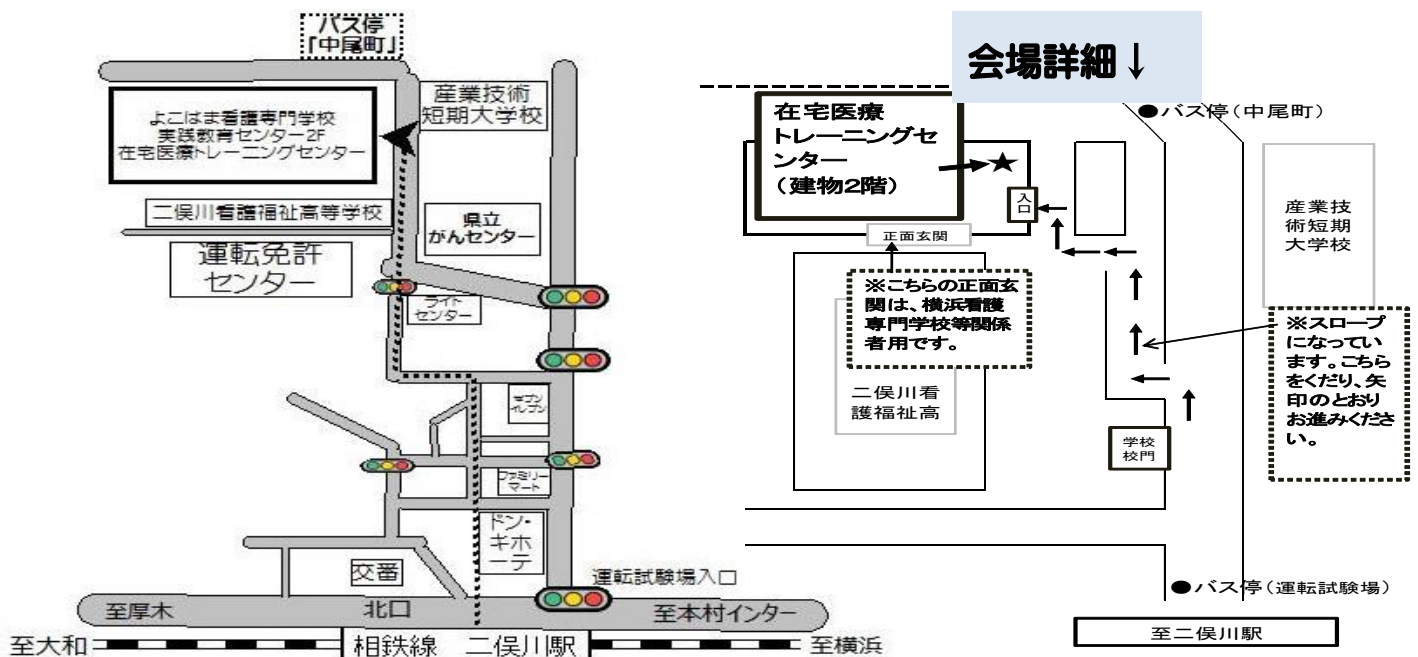 バス停
「中尾町」
産業技術
短期大学校
よこはま看護専門学校
実践教育センター2F
在宅医療トレーニングセンター
二俣川看護福祉高等学校
県立
がんセンター
運転免許
センター
ライト
センター
セブン
イレブン
ファミリー
マート
ドン・
キホ
ーテ
交番
運転試験場入口
至厚木
北口
至本村インター
至大和
相鉄線 二俣川駅
至横浜
会場詳細↓
●バス停(中尾町)
在宅医療
トレーニングセ
ンター
(建物2階)
★
入口
正面玄関
産業技
術短期
大学校
※こちらの正面玄
関は、横浜看護
専門学校等関係
者用です。
二俣川看
護福祉高
※スロープ
になってい
ます。こちら
をくだり、矢
印のとおり
お進みくださ
い。
学校
校門
●バス停(運転試験場)
至二俣川駅